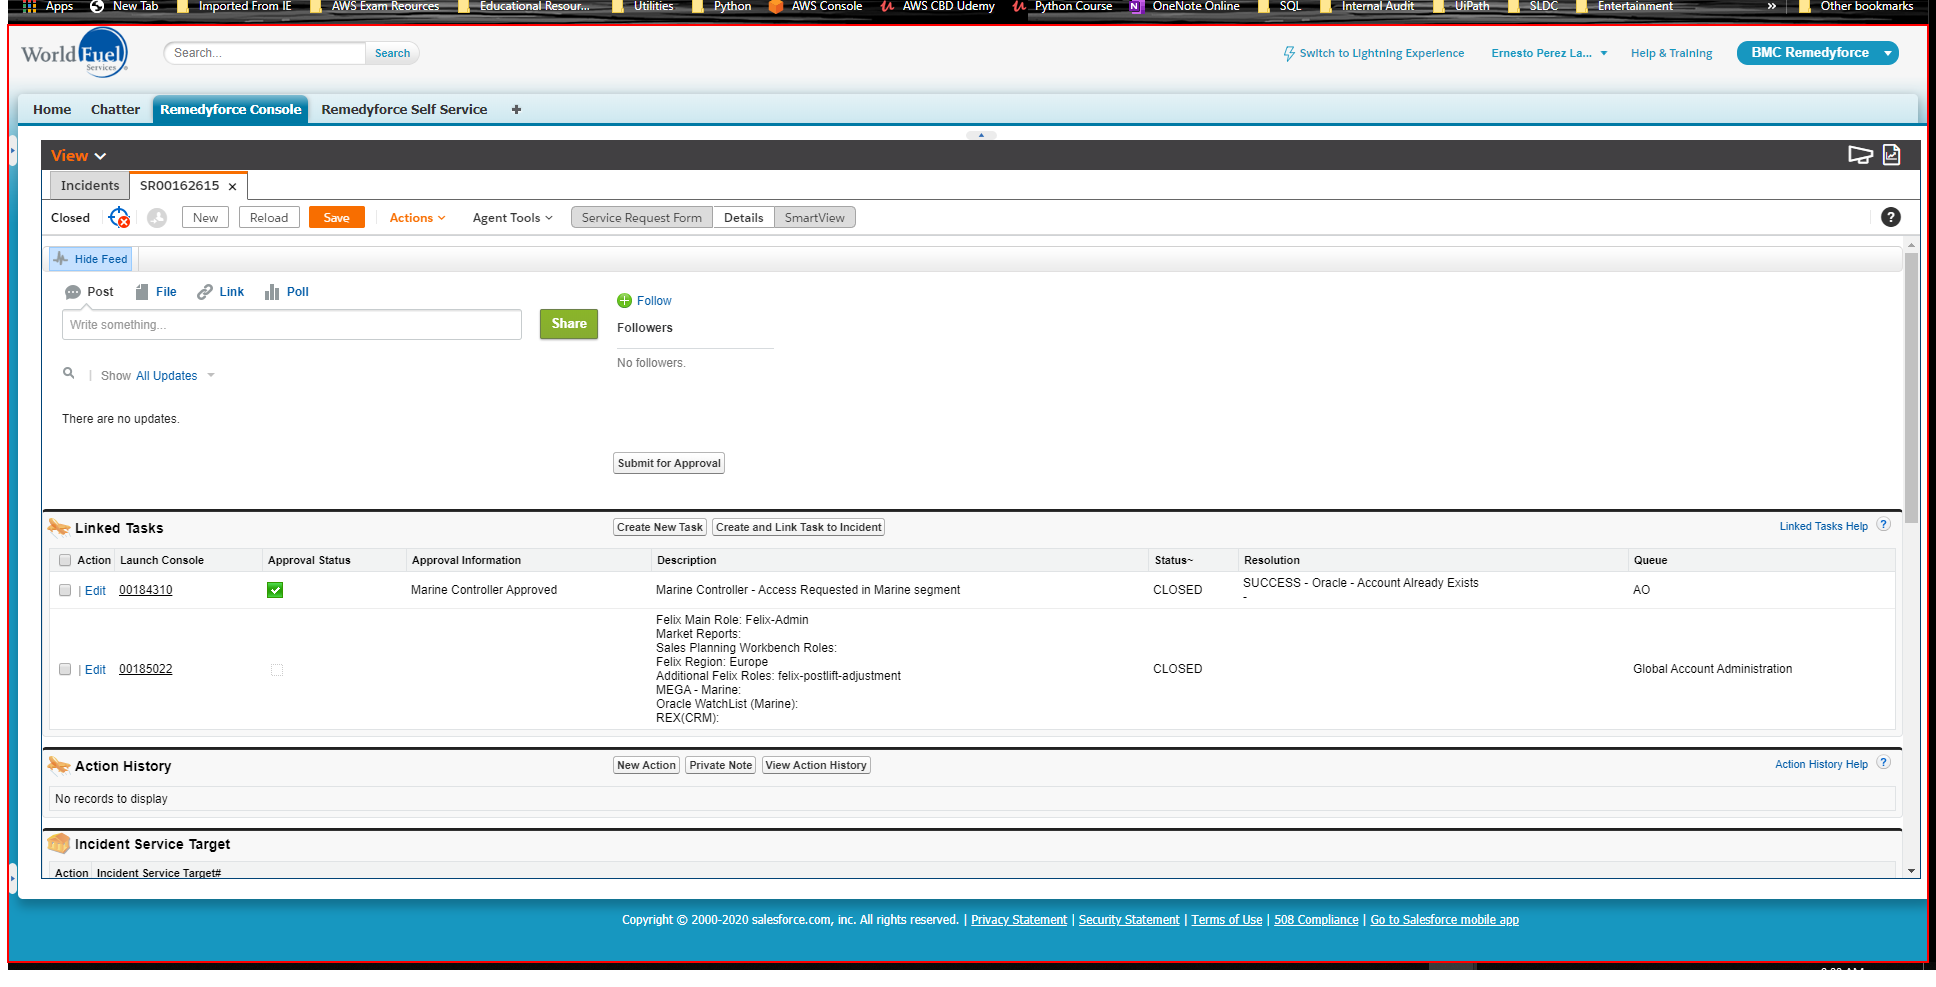 Apps New Tab Imported From IE AWS Exam Reources Educational Resour... Utilities Python AWS Console AWS CBD Udemy Python Course OneNote Online SQL Internal Audit UiPath SLDC Entertainment » Other bookmarks
World Fuel Services Search... Search Switch to Lightning Experience Ernesto Perez La... Help & Training BMC Remedyforce
Home Chatter Remedyforce Console Remedyforce Self Service +
View
Incidents SR00162615 x
Closed New Reload Save Actions Agent Tools Service Request Form Details SmartView ?
Hide Feed
Post File Link Poll
Follow
Write something... Share Followers
No followers.
| Show All Updates
There are no updates.
Submit for Approval
Linked Tasks Create New Task Create and Link Task to Incident Linked Tasks Help ?
Action Launch Console Approval Status Approval Information Description Status~ Resolution Queue
| Edit 00184310 Marine Controller Approved Marine Controller - Access Requested in Marine segment CLOSED SUCCESS - Oracle - Account Already Exists AO
-
Felix Main Role: Felix-Admin
Market Reports:
Sales Planning Workbench Roles:
Felix Region: Europe
| Edit 00185022 CLOSED Global Account Administration
Additional Felix Roles: felix-postlift-adjustment
MEGA - Marine:
Oracle WatchList (Marine):
REX(CRM):
Action History New Action Private Note View Action History Action History Help ?
No records to display
Incident Service Target
Action Incident Service Target#
Copyright © 2000-2020 salesforce.com, inc. All rights reserved. | Privacy Statement | Security Statement | Terms of Use | 508 Compliance | Go to Salesforce mobile app